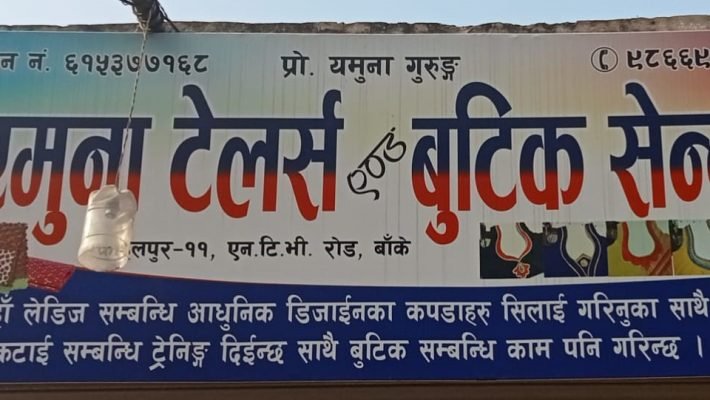 न नं. ६१५३७७१६८ प्रो. यमुना गुरुङ्ग ९८६६९
यमुना टेलर्स एण्ड बुटिक सेन्
लपुर-११, एन.टि.भी. रोड, बाँके
हाँ लेडिज सम्बन्धि आधुनिक डिजाईनका कपडाहरु सिलाई गरिनुका साथै
कटाई सम्बन्धि ट्रेनिङ्ग दिईन्छ साथै बुटिक सम्बन्धि काम पनि गरिन्छ ।